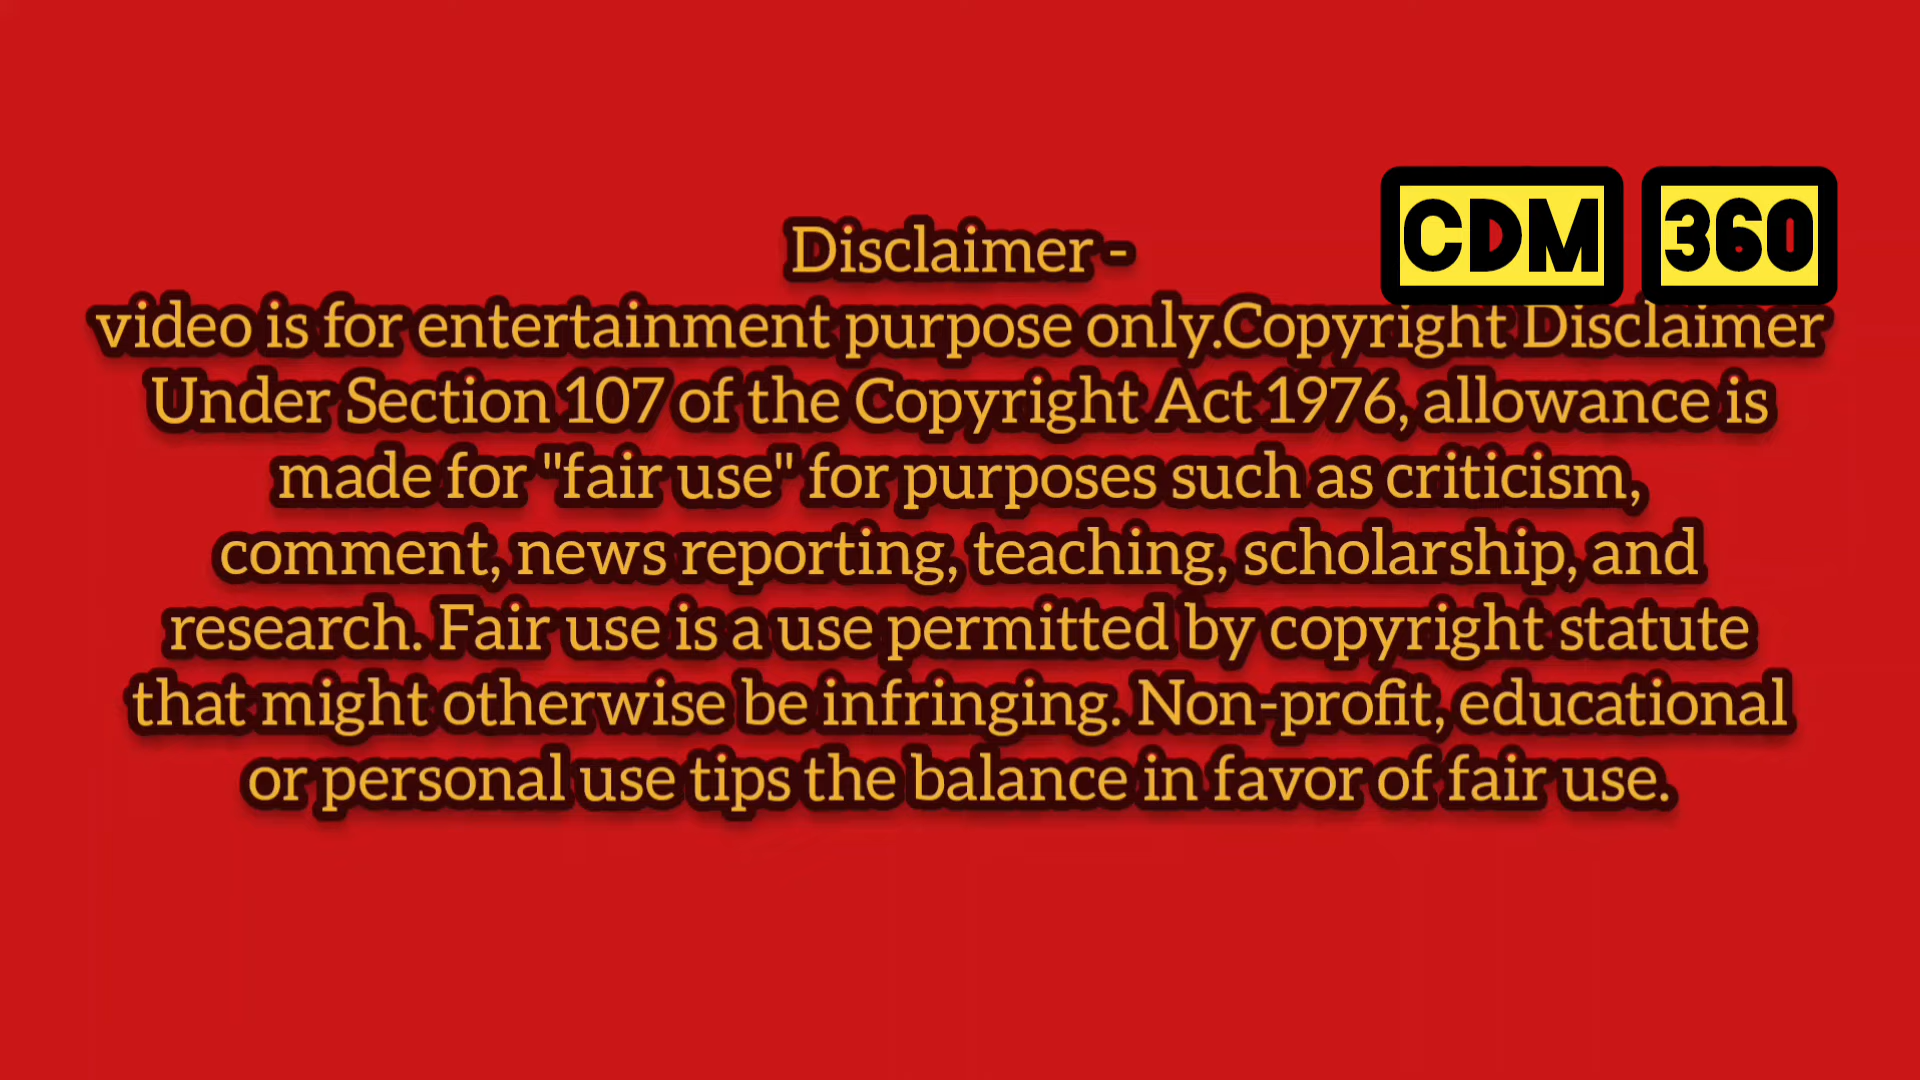 CDM 360
Disclaimer -
video is for entertainment purpose only.Copyright Disclaimer
Under Section 107 of the Copyright Act 1976, allowance is
made for "fair use" for purposes such as criticism,
comment, news reporting, teaching, scholarship, and
research. Fair use is a use permitted by copyright statute
that might otherwise be infringing. Non-profit, educational
or personal use tips the balance in favor of fair use.